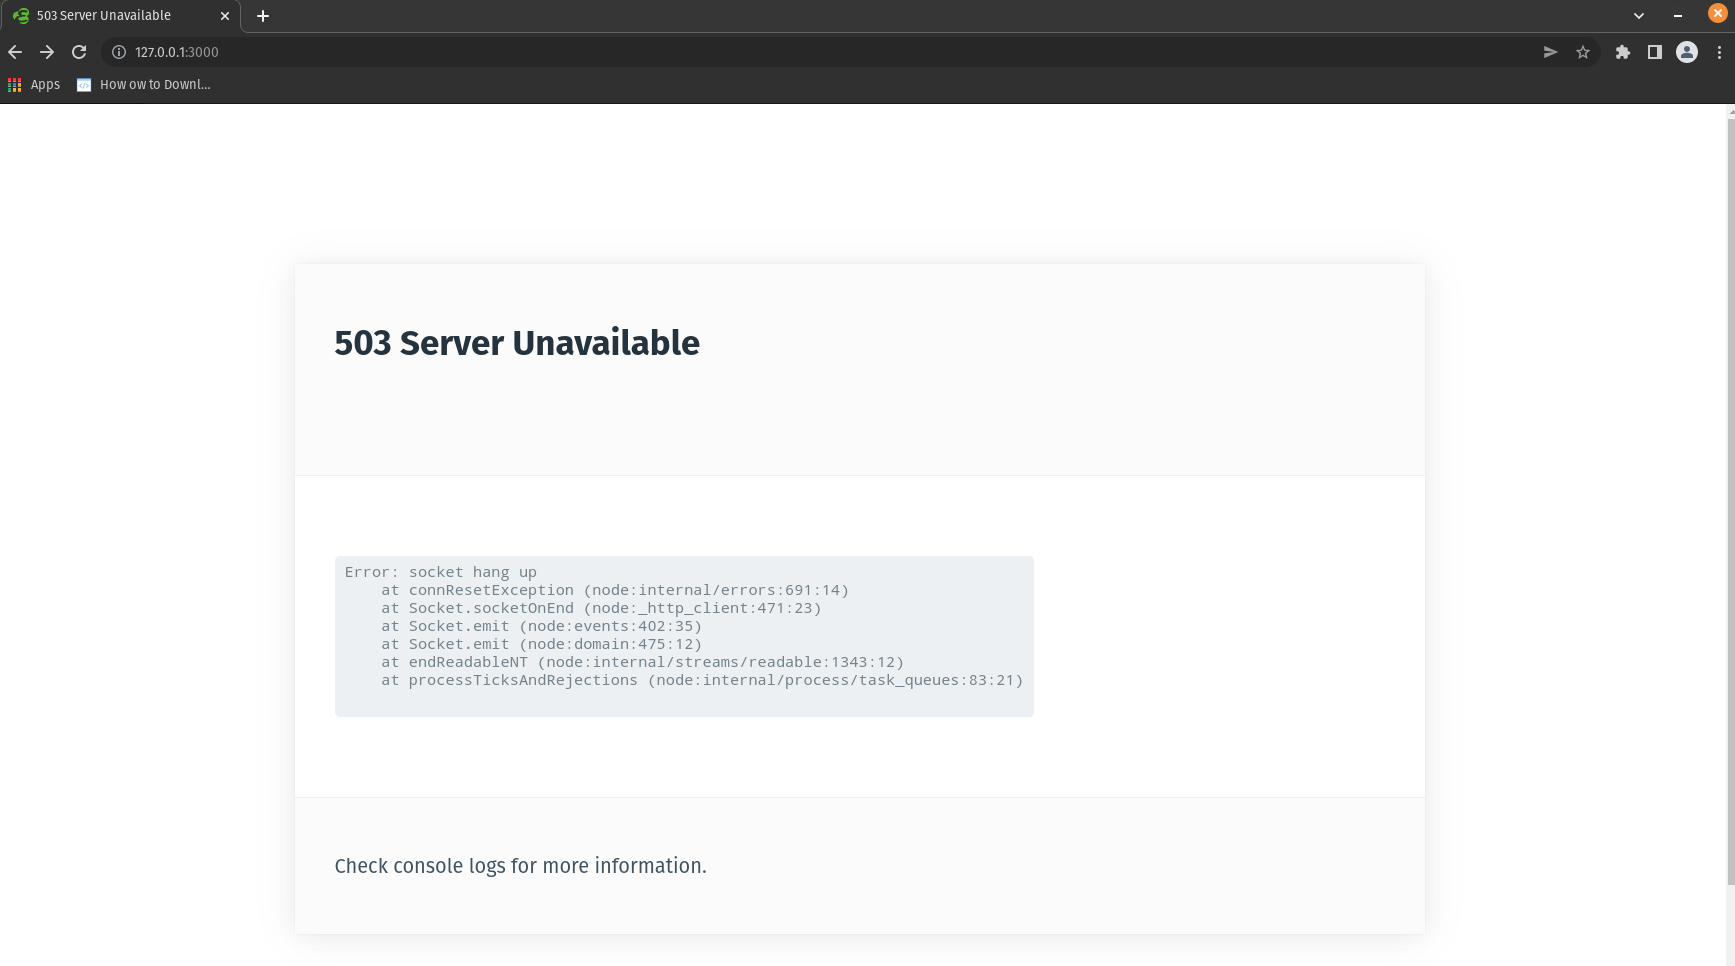 503 Server Unavailable
127.0.0.1:3000
Apps
How ow to Downl...
503 Server Unavailable
Error: socket hang up
    at connResetException (node:internal/errors:691:14)
    at Socket.socketOnEnd (node:_http_client:471:23)
    at Socket.emit (node:events:402:35)
    at Socket.emit (node:domain:475:12)
    at endReadableNT (node:internal/streams/readable:1343:12)
    at processTicksAndRejections (node:internal/process/task_queues:83:21)
Check console logs for more information.